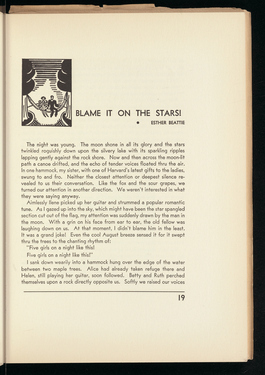 BLAME IT ON THE STARS!
• ESTHER BEATTIE
The night was young. The moon shone in all its glory and the stars
twinkled roguishly down upon the silvery lake with its sparkling ripples
lapping gently against the rock shore. Now and then across the moon-lit
path a canoe drifted, and the echo of tender voices floated thru the air.
In one hammock, my sister, with one of Harvard's latest gifts to the ladies,
swung to and fro. Neither the closest attention or deepest silence re-
vealed to us their conversation. Like the fox and the sour grapes, we
turned our attention in another direction. We weren't interested in what
they were saying anyway.
Aimlessly Ilene picked up her guitar and strummed a popular romantic
tune. As I gazed up into the sky, which might have been the star spangled
section cut out of the flag, my attention was suddenly drawn by the man in
the moon. With a grin on his face from ear to ear, the old fellow was
laughing down on us. At that moment, I didn't blame him in the least.
It was a grand joke! Even the cool August breeze sensed it for it swept
thru the trees to the chanting rhythm of:
"Five girls on a night like this!
Five girls on a night like this!"
I sank down wearily into a hammock hung over the edge of the water
between two maple trees. Alice had already taken refuge there and
Helen, still playing her guitar, soon followed. Betty and Ruth perched
themselves upon a rock directly opposite us. Softly we raised our voices
19